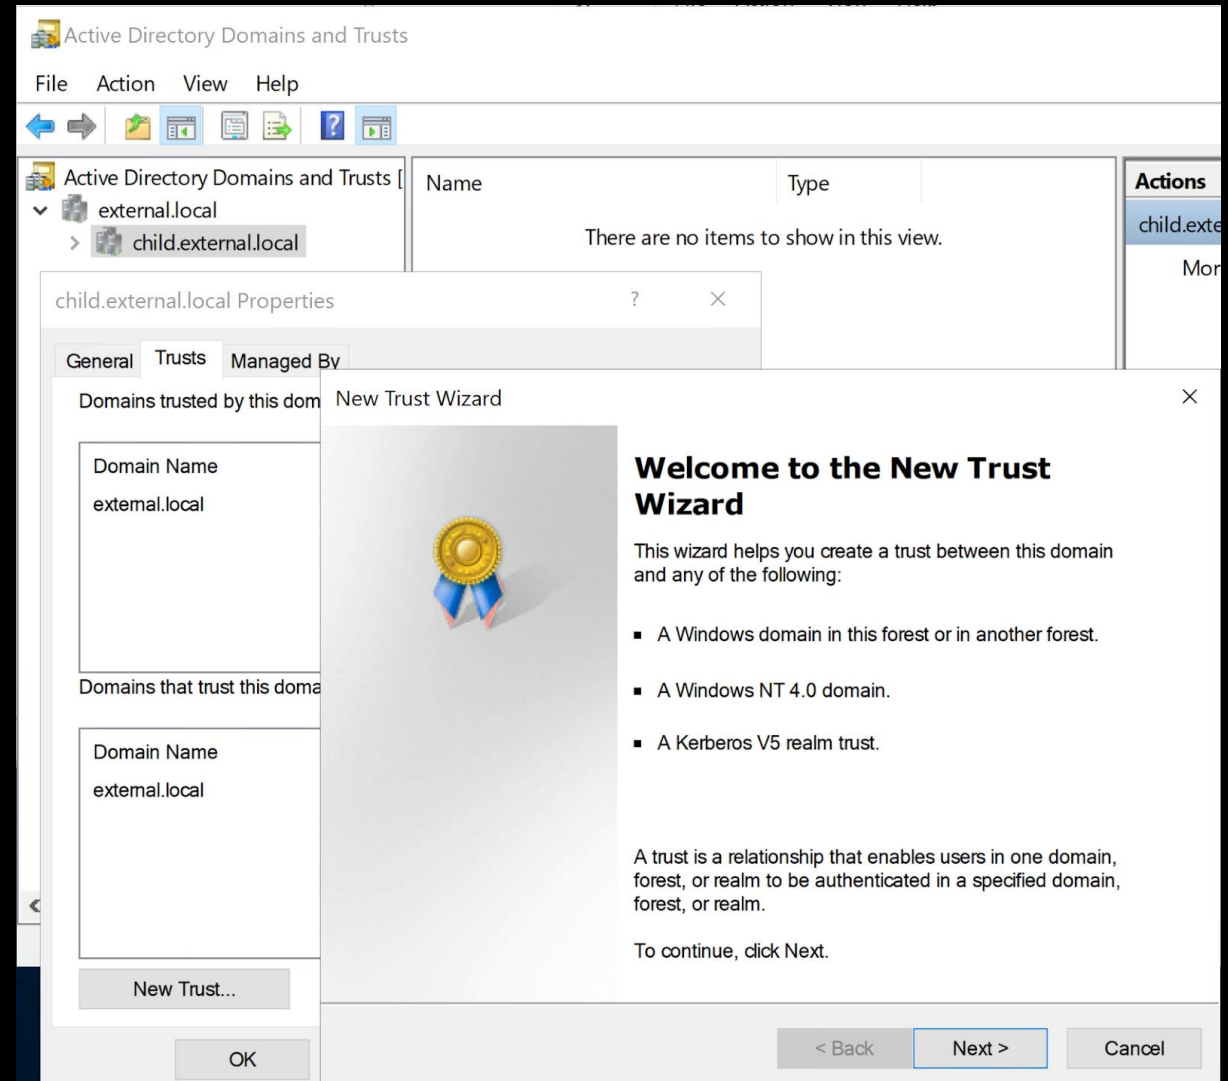 Active Directory Domains and Trusts
File Action View Help
Active Directory Domains and Trusts [
external.local
child.external.local
Name Type
There are no items to show in this view.
Actions
child.exte
Mor
child.external.local Properties
General Trusts Managed By
Domains trusted by this dom
Domain Name
external.local
Domains that trust this doma
Domain Name
external.local
New Trust...
OK
New Trust Wizard
Welcome to the New Trust
Wizard
This wizard helps you create a trust between this domain
and any of the following:
▪ A Windows domain in this forest or in another forest.
▪ A Windows NT 4.0 domain.
▪ A Kerberos V5 realm trust.
A trust is a relationship that enables users in one domain,
forest, or realm to be authenticated in a specified domain,
forest, or realm.
To continue, click Next.
< Back Next > Cancel